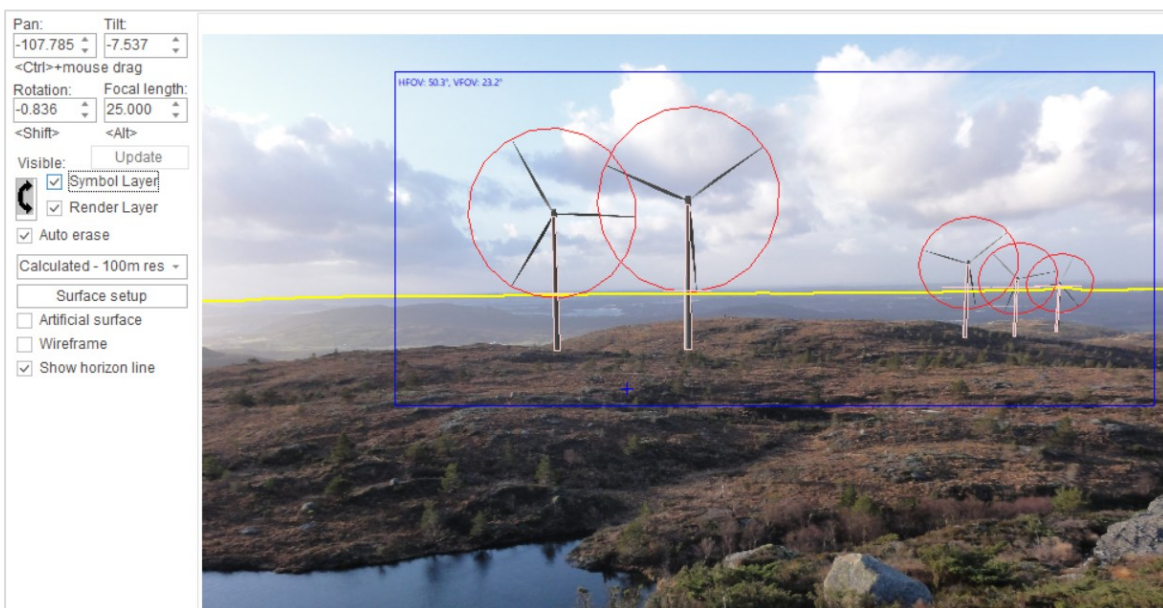 Pan: Tilt:
-107.785 -7.537
<Ctrl>+mouse drag
Rotation: Focal length:
-0.836 25.000
<Shift> <Alt>
Visible: Update
Symbol Layer
Render Layer
Auto erase
Calculated - 100m res
Surface setup
Artificial surface
Wireframe
Show horizon line
HFOV: 50.3°, VFOV: 23.2°